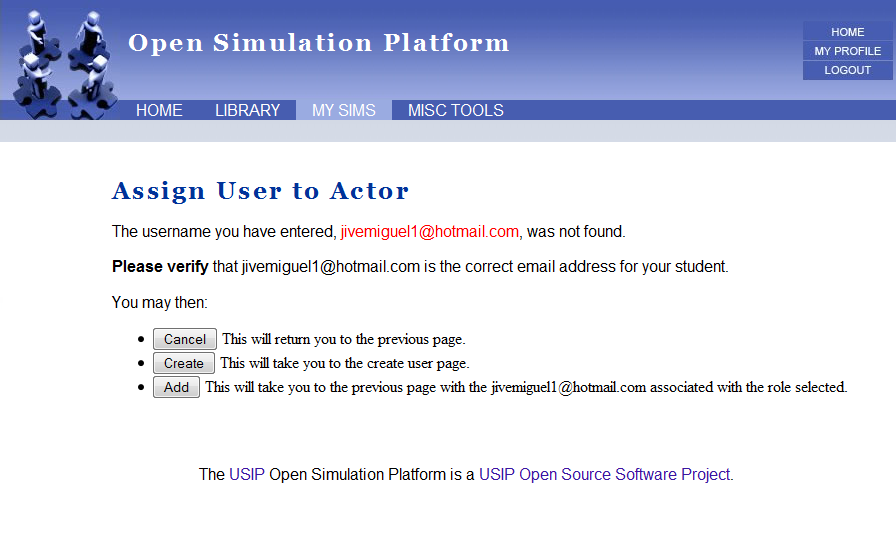 Open Simulation Platform
HOME
MY PROFILE
LOGOUT
HOME LIBRARY MY SIMS MISC TOOLS
Assign User to Actor
The username you have entered, jivemiguel1@hotmail.com, was not found.
Please verify that jivemiguel1@hotmail.com is the correct email address for your student.
You may then:
Cancel This will return you to the previous page.
Create This will take you to the create user page.
Add This will take you to the previous page with the jivemiguel1@hotmail.com associated with the role selected.
The USIP Open Simulation Platform is a USIP Open Source Software Project.